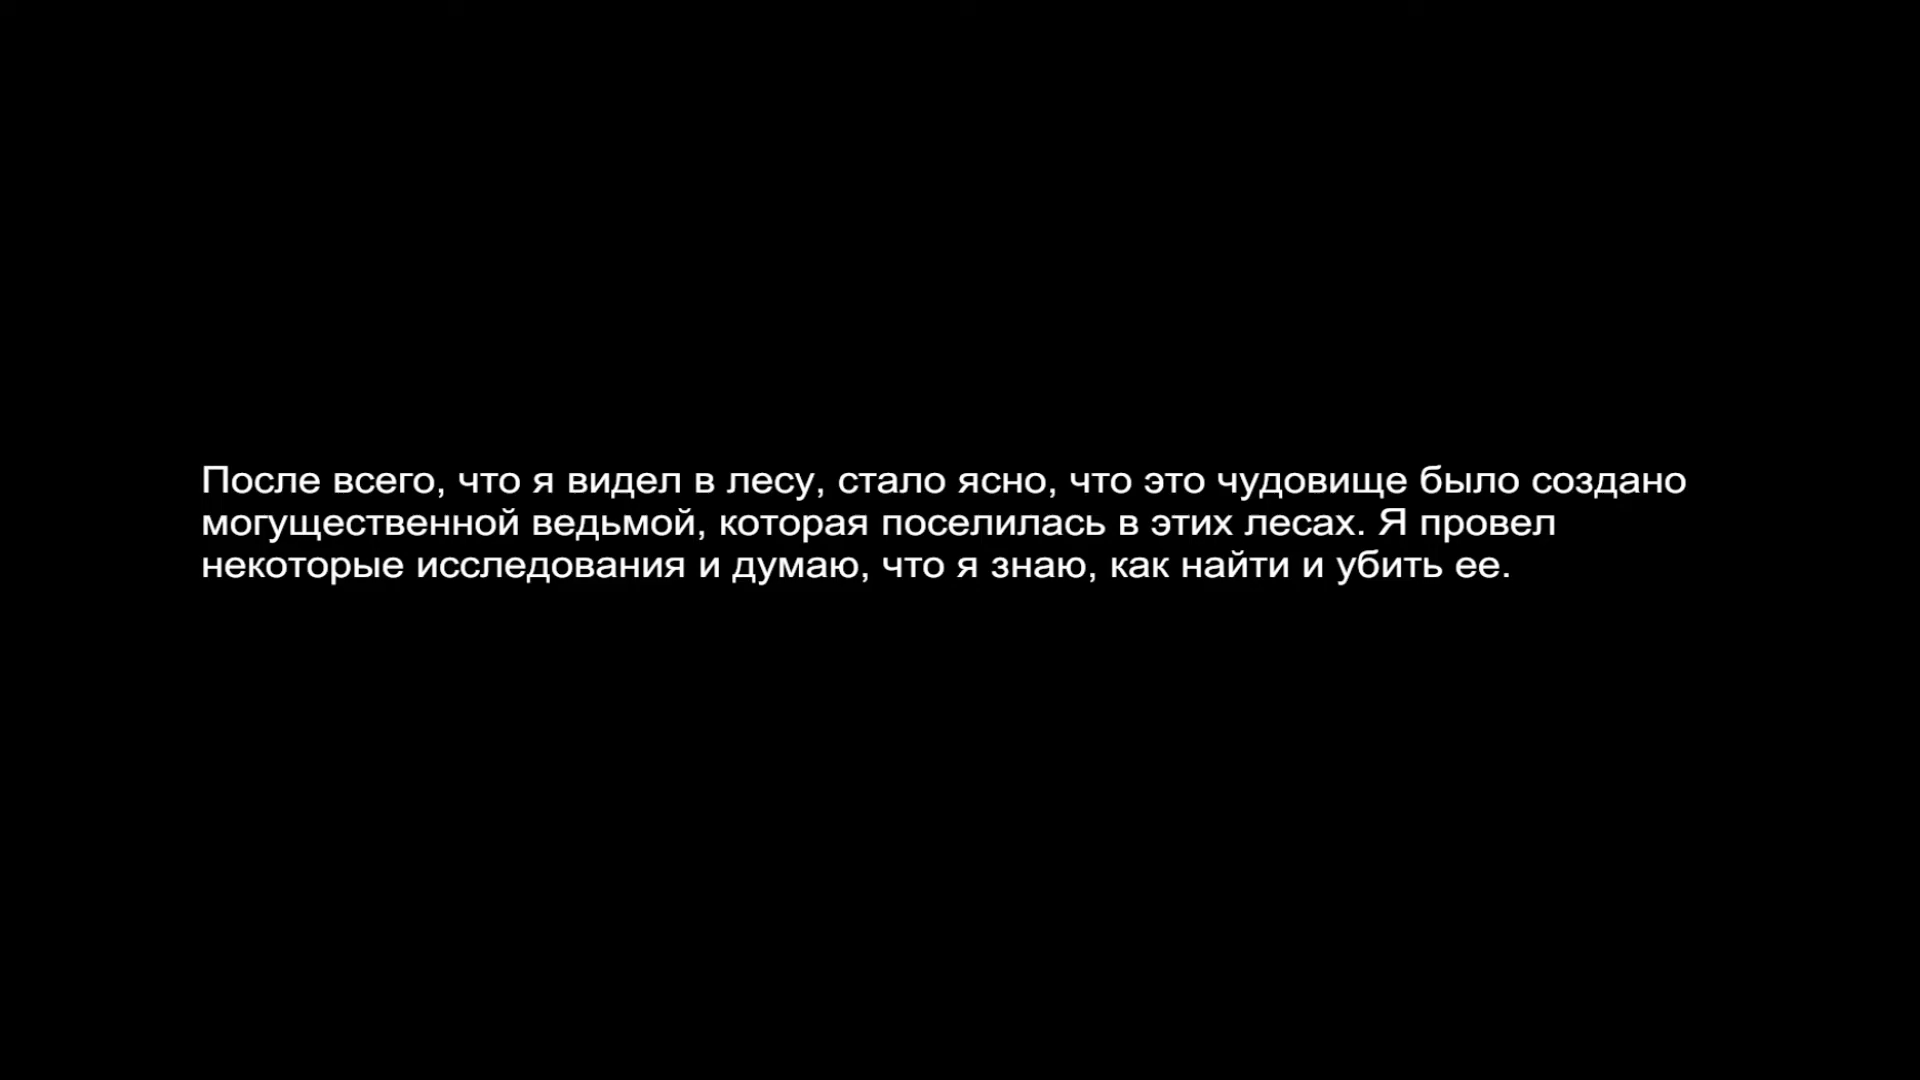 После всего, что я видел в лесу, стало ясно, что это чудовище было создано
могущественной ведьмой, которая поселилась в этих лесах. Я провел
некоторые исследования и думаю, что я знаю, как найти и убить ее.